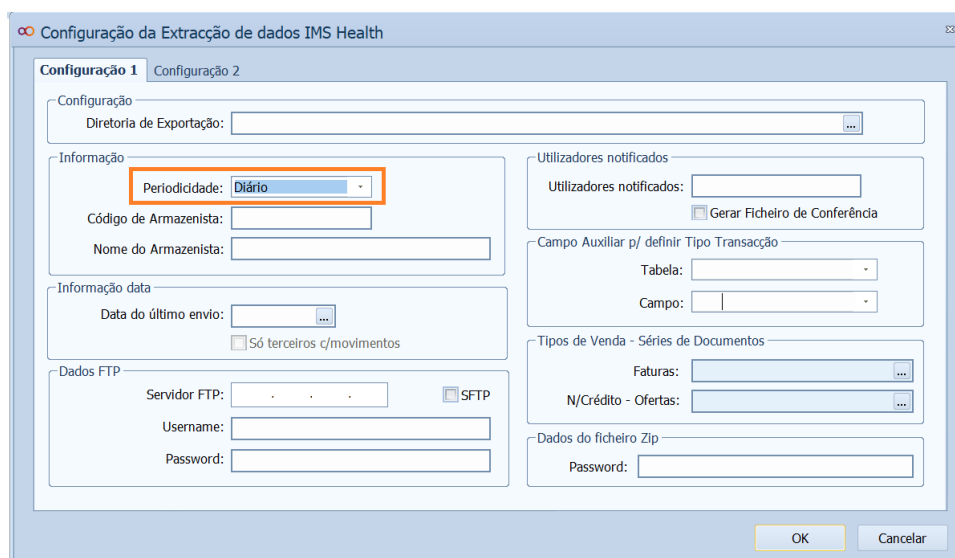 Configuração da Extracção de dados IMS Health
Configuração 1
Configuração 2
Configuração
Diretoria de Exportação:
...
Informação
Periodicidade: Diário
Código de Armazenista:
Nome do Armazenista:
Informação data
Data do último envio:
...
Só terceiros c/movimentos
Dados FTP
Servidor FTP: . . .
SFTP
Username:
Password:
Utilizadores notificados
Utilizadores notificados:
Gerar Ficheiro de Conferência
Campo Auxiliar p/ definir Tipo Transacção
Tabela:
Campo:
Tipos de Venda - Séries de Documentos
Faturas:
...
N/Crédito - Ofertas:
...
Dados do ficheiro Zip
Password:
OK
Cancelar